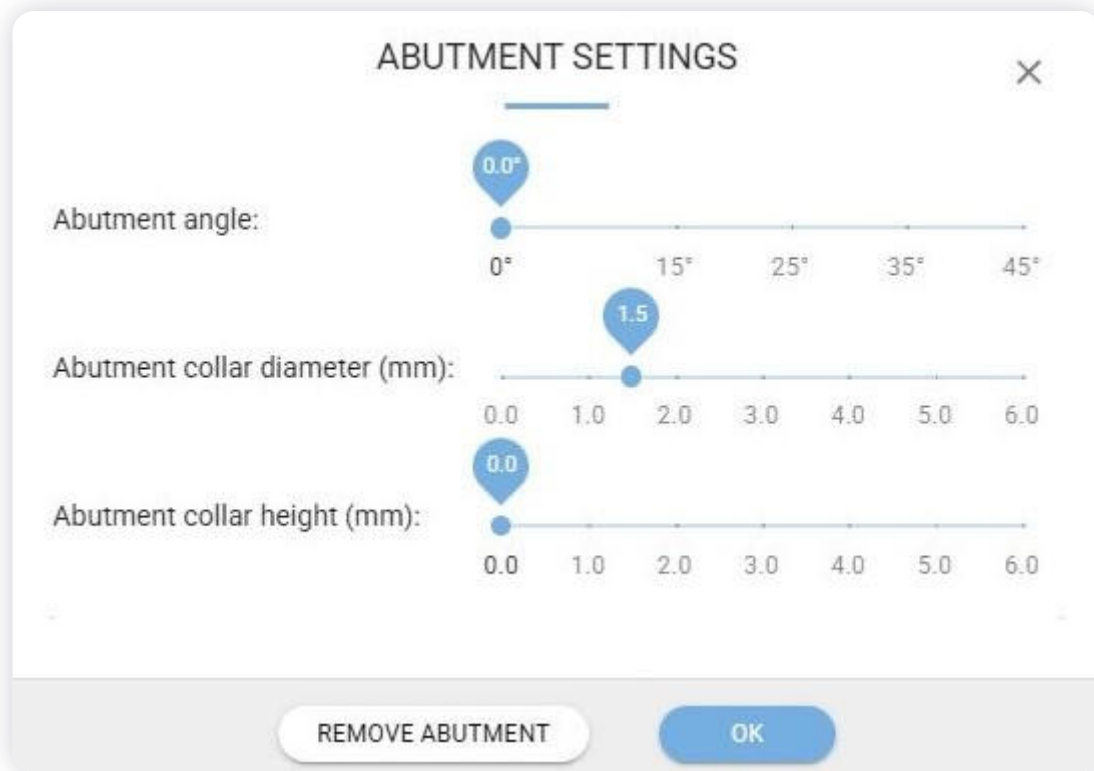 ABUTMENT SETTINGS
0.0°
Abutment angle:
0° 15° 25° 35° 45°
1.5
Abutment collar diameter (mm):
0.0 1.0 2.0 3.0 4.0 5.0 6.0
0.0
Abutment collar height (mm):
0.0 1.0 2.0 3.0 4.0 5.0 6.0
REMOVE ABUTMENT OK